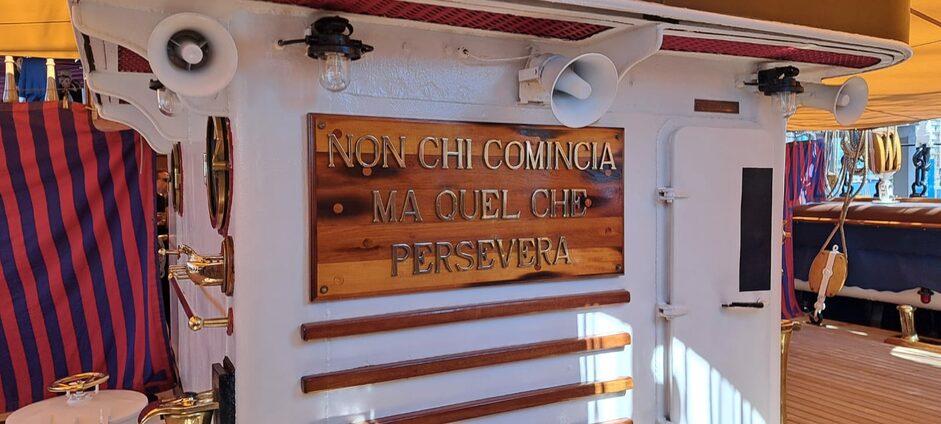 NON CHI COMINCIA
MA QUEL CHE
PERSEVERA